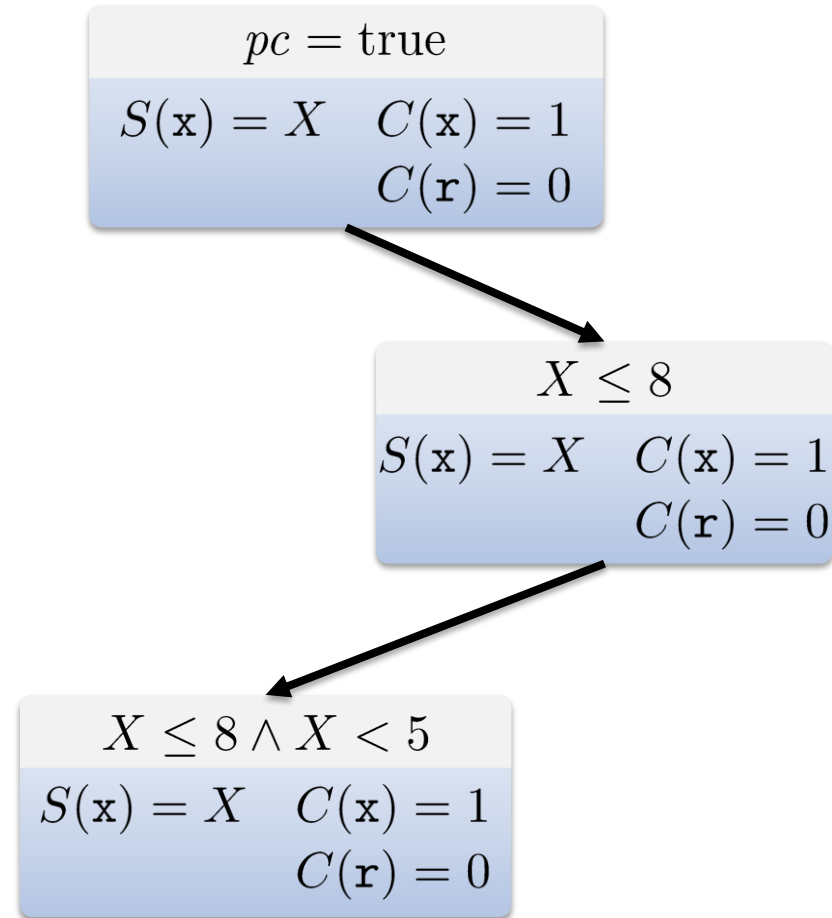 pc = true
S(x) = X C(x) = 1
C(r) = 0
X ≤ 8
S(x) = X C(x) = 1
C(r) = 0
X ≤ 8 ∧ X < 5
S(x) = X C(x) = 1
C(r) = 0